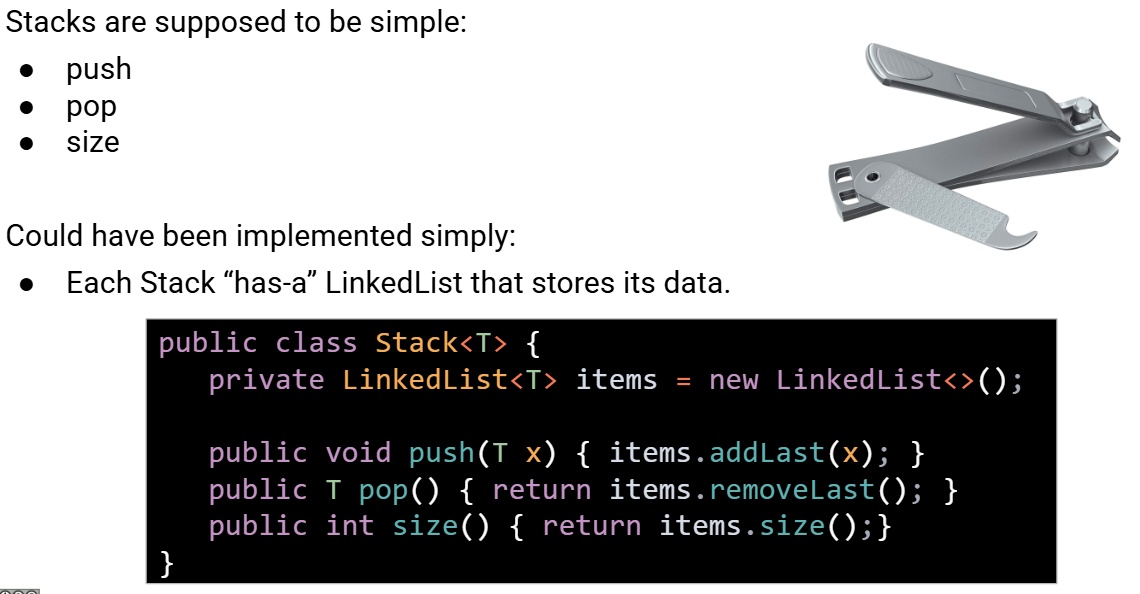 Stacks are supposed to be simple:
● push
● pop
● size
Could have been implemented simply:
● Each Stack “has-a” LinkedList that stores its data.
public class Stack<T> {
   private LinkedList<T> items = new LinkedList<>();

   public void push(T x) { items.addLast(x); }
   public T pop() { return items.removeLast(); }
   public int size() { return items.size();}
}